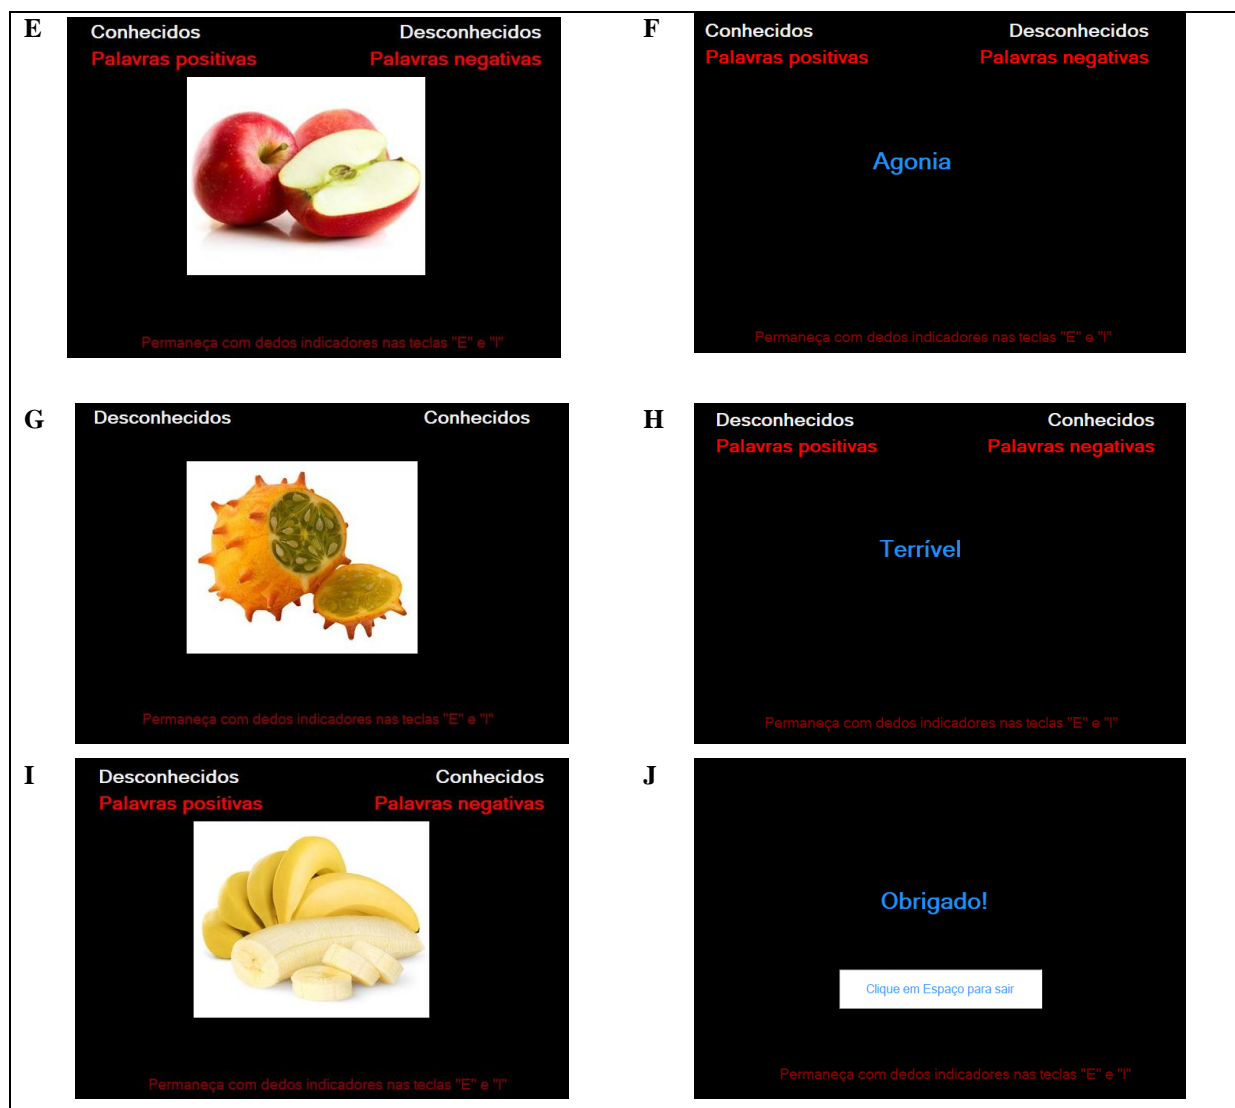 E
Conhecidos Desconhecidos
Palavras positivas Palavras negativas
Permaneça com dedos indicadores nas teclas "E" e "I"
F
Conhecidos Desconhecidos
Palavras positivas Palavras negativas
Agonia
Permaneça com dedos indicadores nas teclas "E" e "I"
G
Desconhecidos Conhecidos
Permaneça com dedos indicadores nas teclas "E" e "I"
H
Desconhecidos Conhecidos
Palavras positivas Palavras negativas
Terrível
Permaneça com dedos indicadores nas teclas "E" e "I"
I
Desconhecidos Conhecidos
Palavras positivas Palavras negativas
Permaneça com dedos indicadores nas teclas "E" e "I"
J
Obrigado!
Clique em Espaço para sair
Permaneça com dedos indicadores nas teclas "E" e "I"